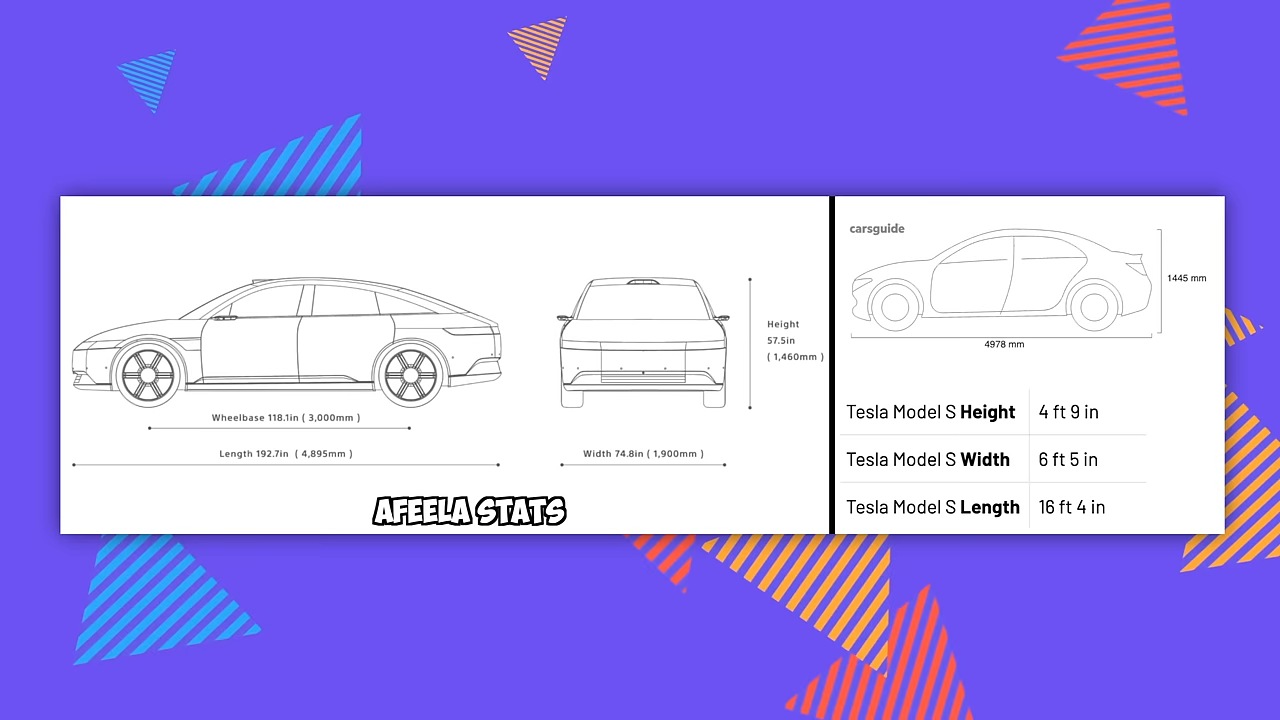 Wheelbase 118.1in ( 3,000mm )
Length 192.7in ( 4,895mm )
Height
57.5in
( 1,460mm )
Width 74.8in ( 1,900mm )
AFEELA STATS
carsguide
1445 mm
4978 mm
Tesla Model S Height 4 ft 9 in
Tesla Model S Width 6 ft 5 in
Tesla Model S Length 16 ft 4 in